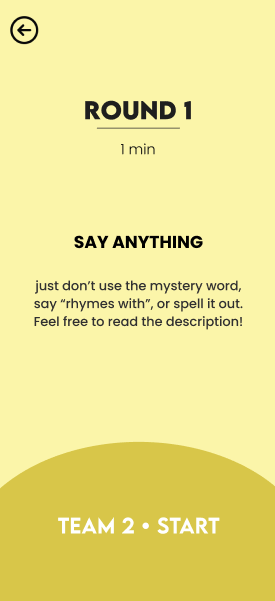 ROUND 1
1 min
SAY ANYTHING
just don’t use the mystery word,
say “rhymes with”, or spell it out.
Feel free to read the description!
TEAM 2 • START